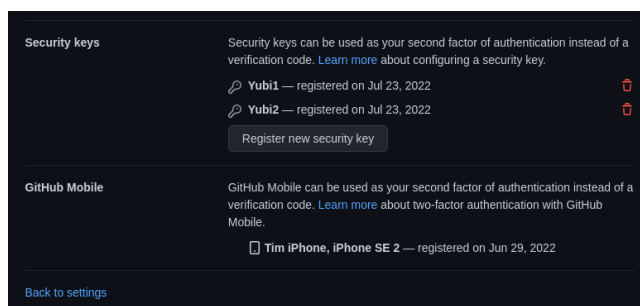 Security keys
Security keys can be used as your second factor of authentication instead of a
verification code. Learn more about configuring a security key.
Yubi1 — registered on Jul 23, 2022
Yubi2 — registered on Jul 23, 2022
Register new security key
GitHub Mobile
GitHub Mobile can be used as your second factor of authentication instead of a
verification code. Learn more about two-factor authentication with GitHub
Mobile.
Tim iPhone, iPhone SE 2 — registered on Jun 29, 2022
Back to settings